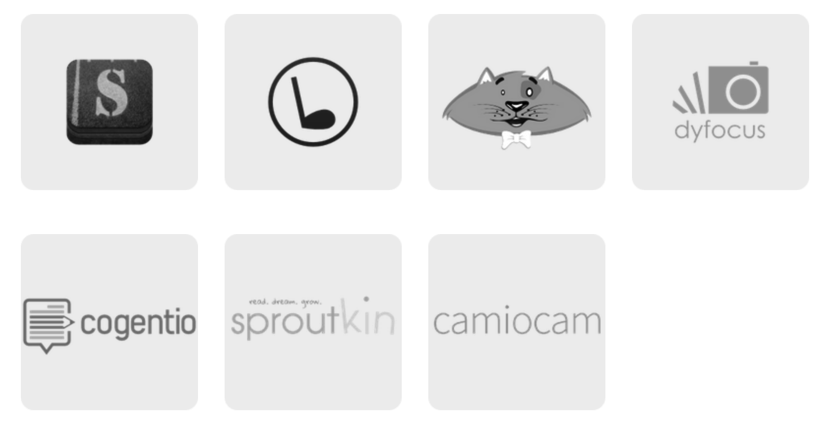 S
dyfocus
cogentio
read. dream. grow.
sproutkin
camiocam